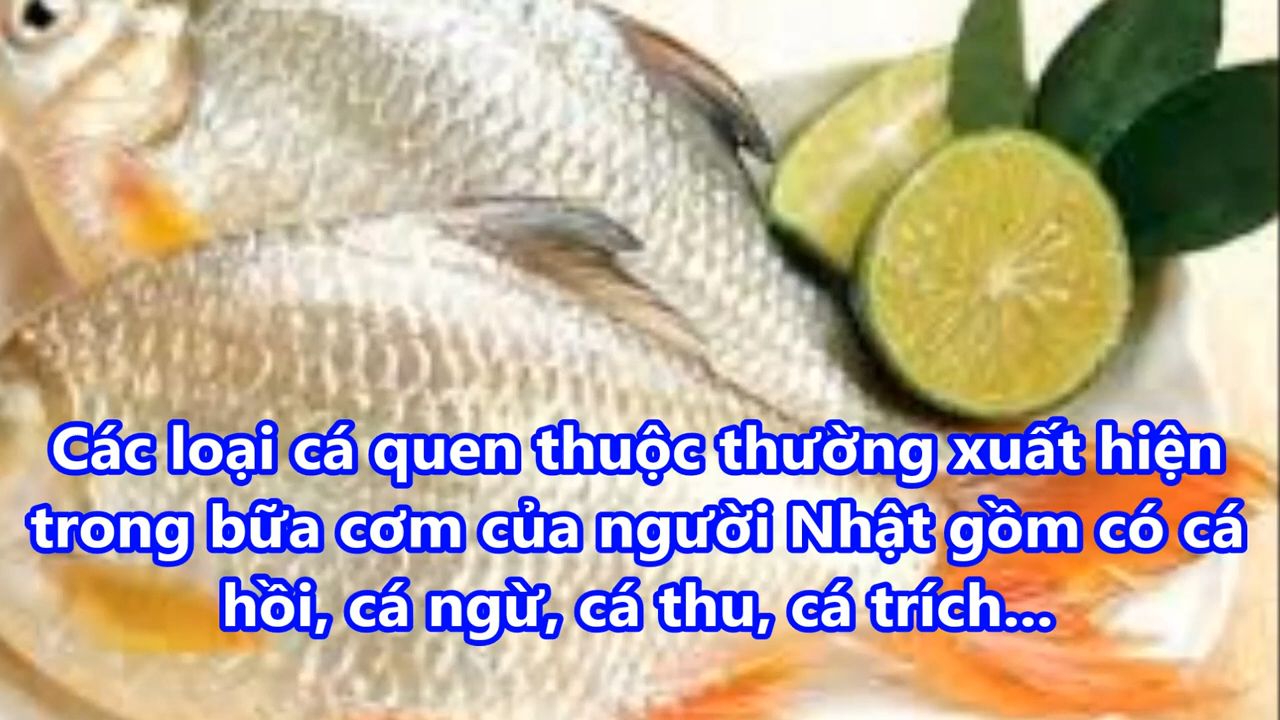 Các loại cá quen thuộc thường xuất hiện
trong bữa cơm của người Nhật gồm có cá
hồi, cá ngừ, cá thu, cá trích...